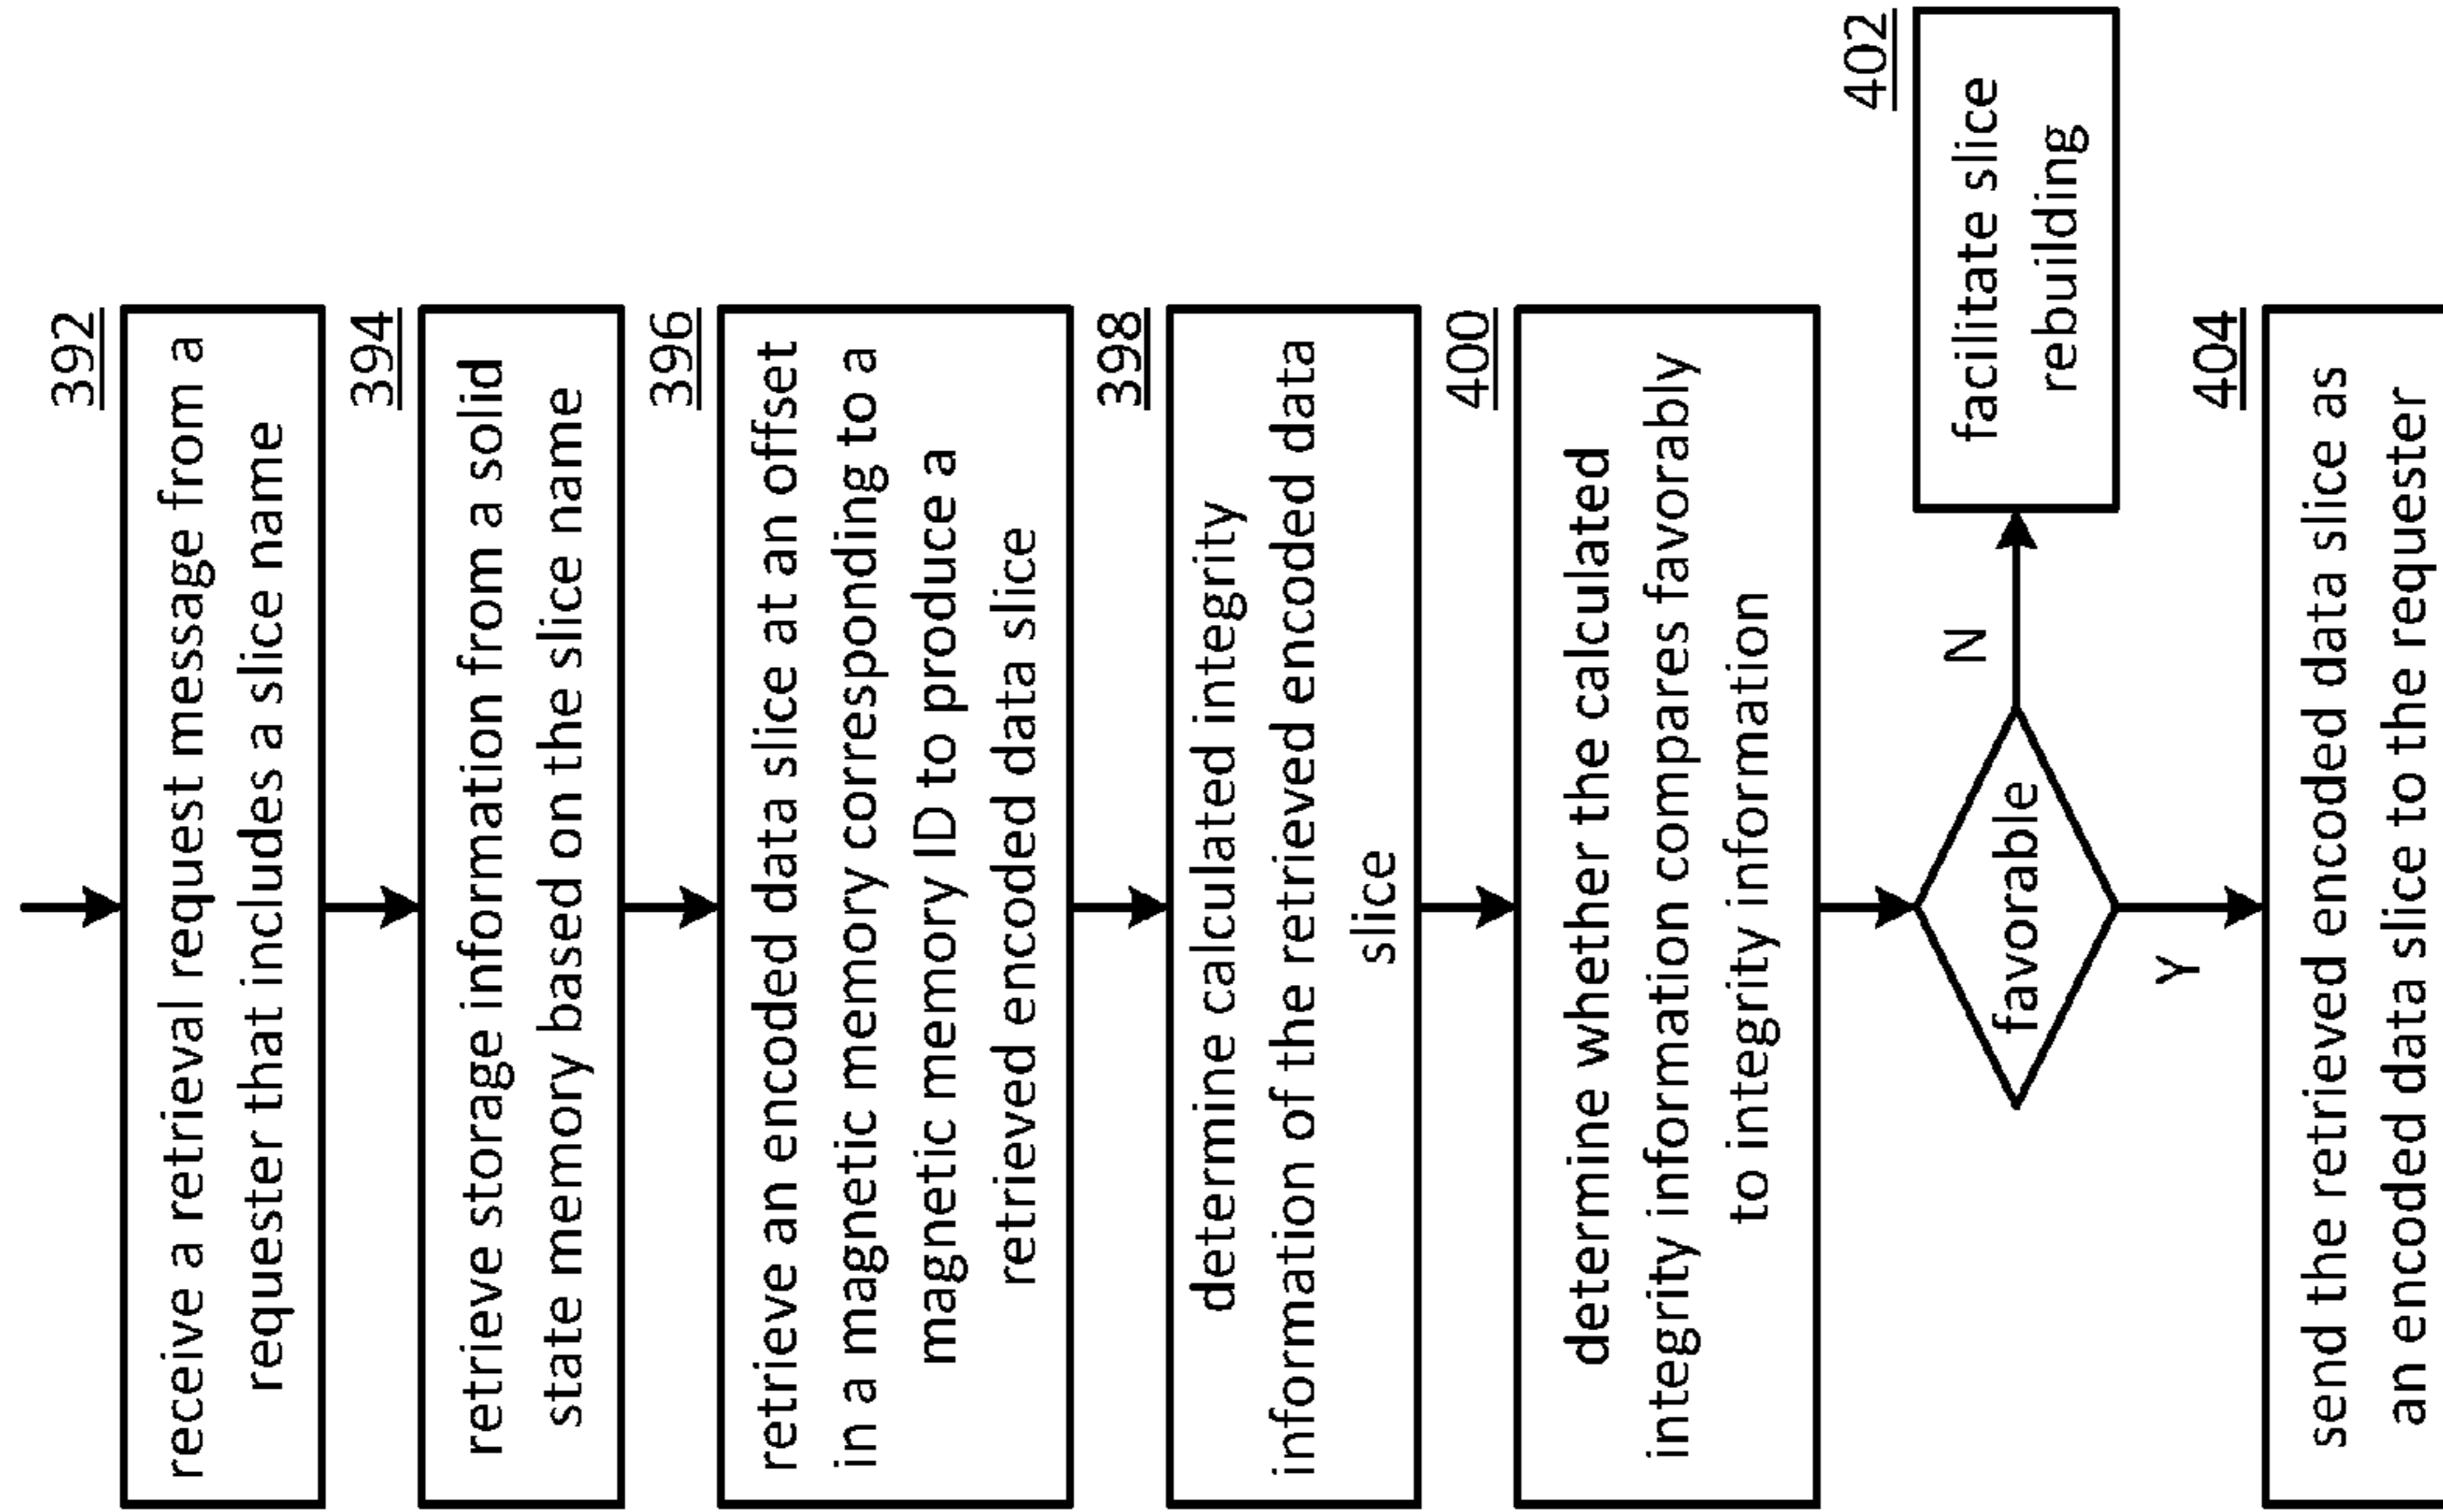 392
receive a retrieval request message from a
requester that includes a slice name
394
retrieve storage information from a solid
state memory based on the slice name
396
retrieve an encoded data slice at an offset
in a magnetic memory corresponding to a
magnetic memory ID to produce a
retrieved encoded data slice
398
determine calculated integrity
information of the retrieved encoded data
slice
400
determine whether the calculated
integrity information compares favorably
to integrity information
favorable
N
402
facilitate slice
rebuilding
Y
404
send the retrieved encoded data slice as
an encoded data slice to the requester